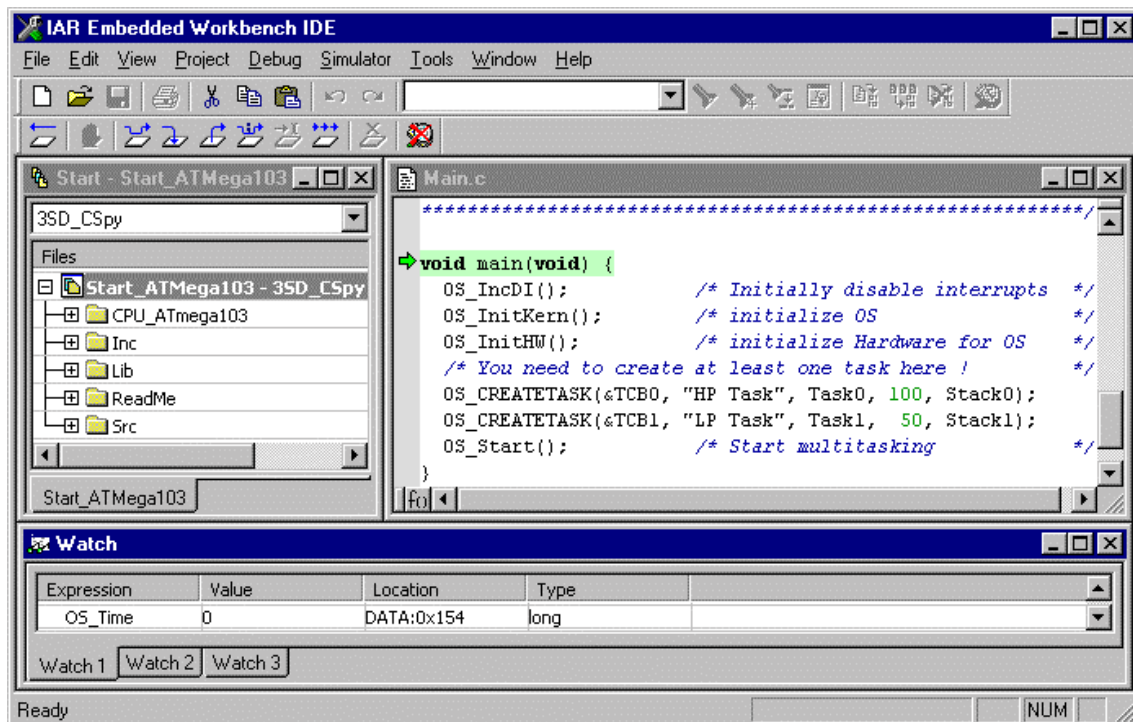 IAR Embedded Workbench IDE
File Edit View Project Debug Simulator Tools Window Help
Start - Start_ATMega103
3SD_CSpy
Files
Start_ATMega103 - 3SD_CSpy
CPU_ATmega103
Inc
Lib
ReadMe
Src
Start_ATMega103
Main.c
**********************************************************/
void main(void) {
OS_IncDI(); /* Initially disable interrupts */
OS_InitKern(); /* initialize OS */
OS_InitHW(); /* initialize Hardware for OS */
/* You need to create at least one task here ! */
OS_CREATETASK(&TCB0, "HP Task", Task0, 100, Stack0);
OS_CREATETASK(&TCB1, "LP Task", Task1, 50, Stack1);
OS_Start(); /* Start multitasking */
}
fo
Watch
Expression Value Location Type
OS_Time 0 DATA:0x154 long
Watch 1 Watch 2 Watch 3
Ready NUM